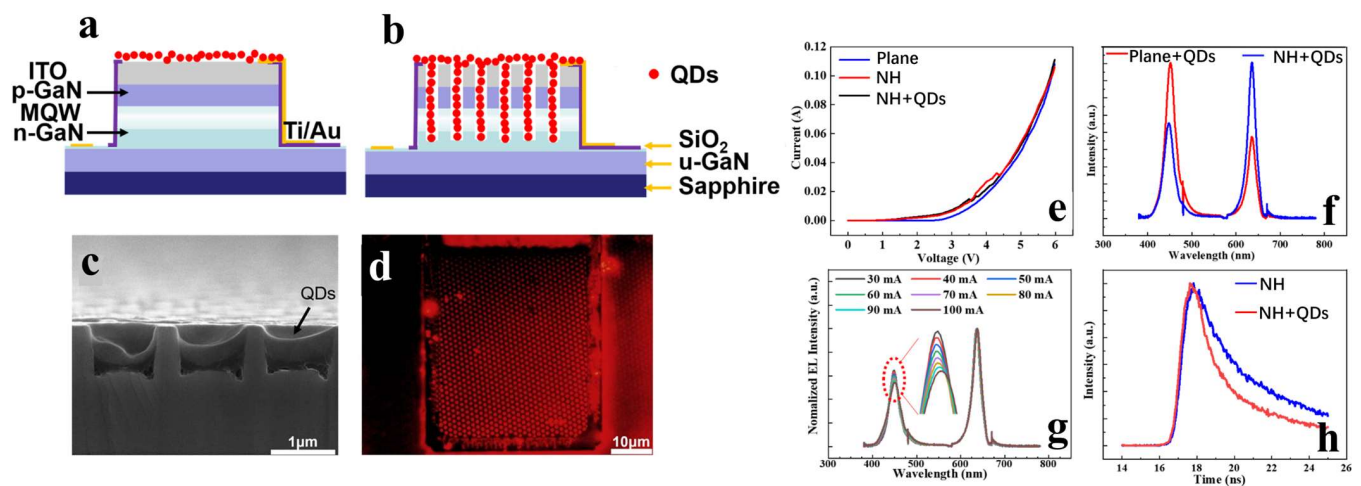 a
ITO
p-GaN
MQW
n-GaN
Ti/Au
b
QDs
SiO2
u-GaN
Sapphire
c
QDs
1μm
d
10μm
Current (A)
0.12
0.10
0.08
0.06
0.04
0.02
0.00
Plane
NH
NH+QDs
e
0 1 2 3 4 5 6
Voltage (V)
Intensity (a.u.)
Plane+QDs
NH+QDs
f
300 400 500 600 700 800
Wavelength (nm)
Nomalized EL Intensity (a.u.)
30 mA 40 mA 50 mA
60 mA 70 mA 80 mA
90 mA 100 mA
g
300 400 500 600 700 800
Wavelength (nm)
Intensity (a.u.)
NH
NH+QDs
h
14 16 18 20 22 24 26
Time (ns)